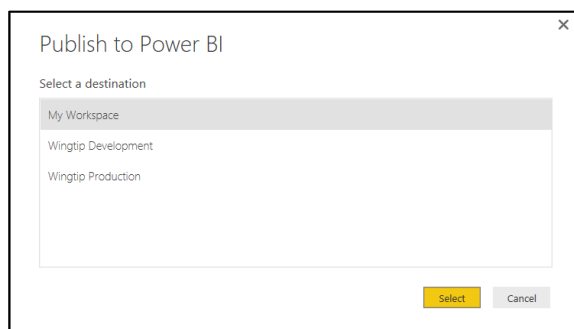 Publish to Power BI
Select a destination
My Workspace
Wingtip Development
Wingtip Production
Select Cancel